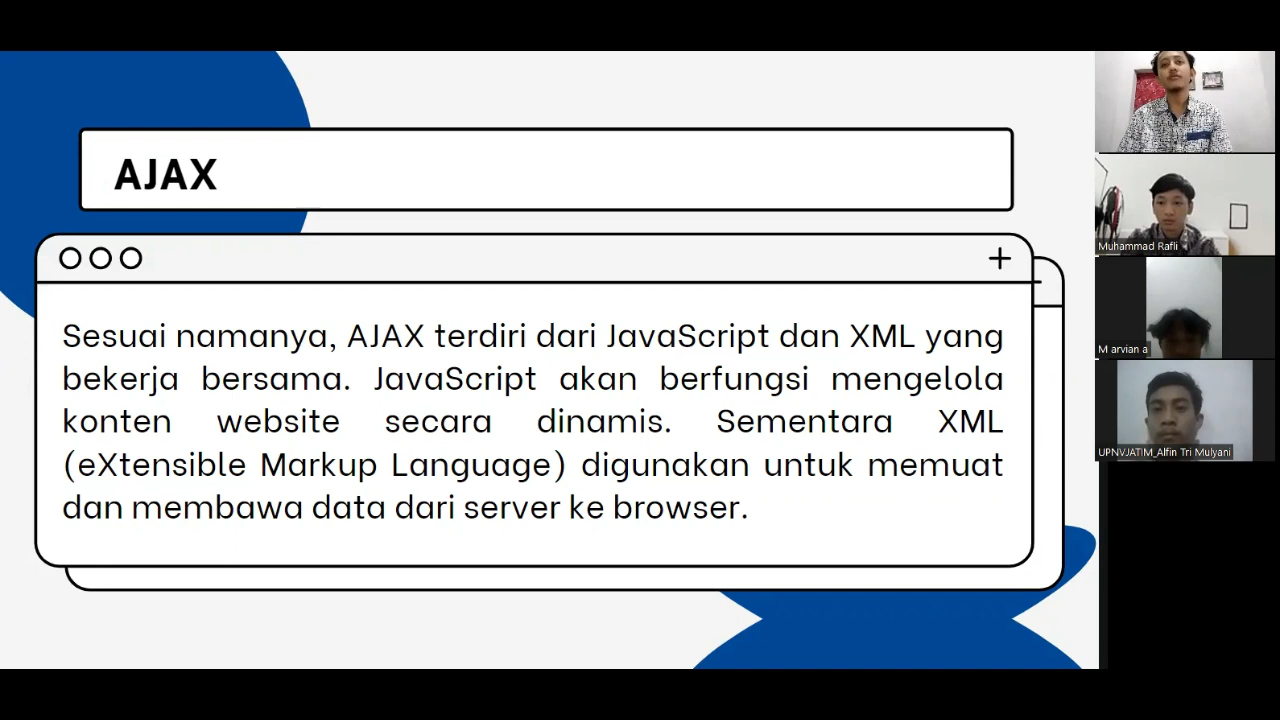 AJAX
Sesuai namanya, AJAX terdiri dari JavaScript dan XML yang
bekerja bersama. JavaScript akan berfungsi mengelola
konten website secara dinamis. Sementara XML
(eXtensible Markup Language) digunakan untuk memuat
dan membawa data dari server ke browser.
Muhammad Rafli
M arvian a
UPNVJATIM_Alfin Tri Mulyani